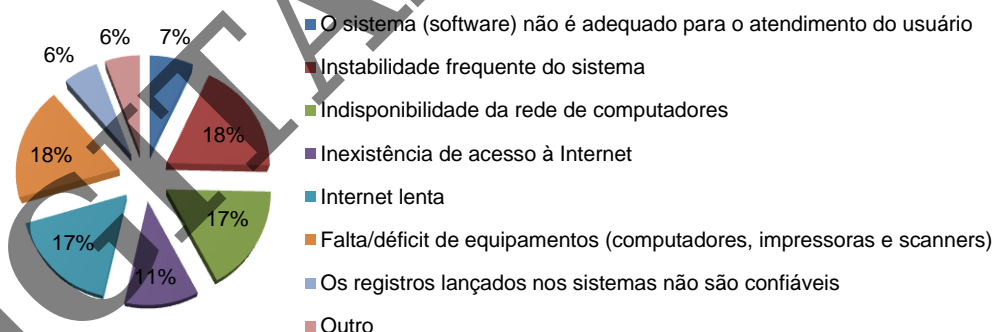 6%
6%
7%
18%
18%
17%
17%
11%
O sistema (software) não é adequado para o atendimento do usuário
Instabilidade frequente do sistema
Indisponibilidade da rede de computadores
Inexistência de acesso à Internet
Internet lenta
Falta/déficit de equipamentos (computadores, impressoras e scanners)
Os registros lançados nos sistemas não são confiáveis
Outro